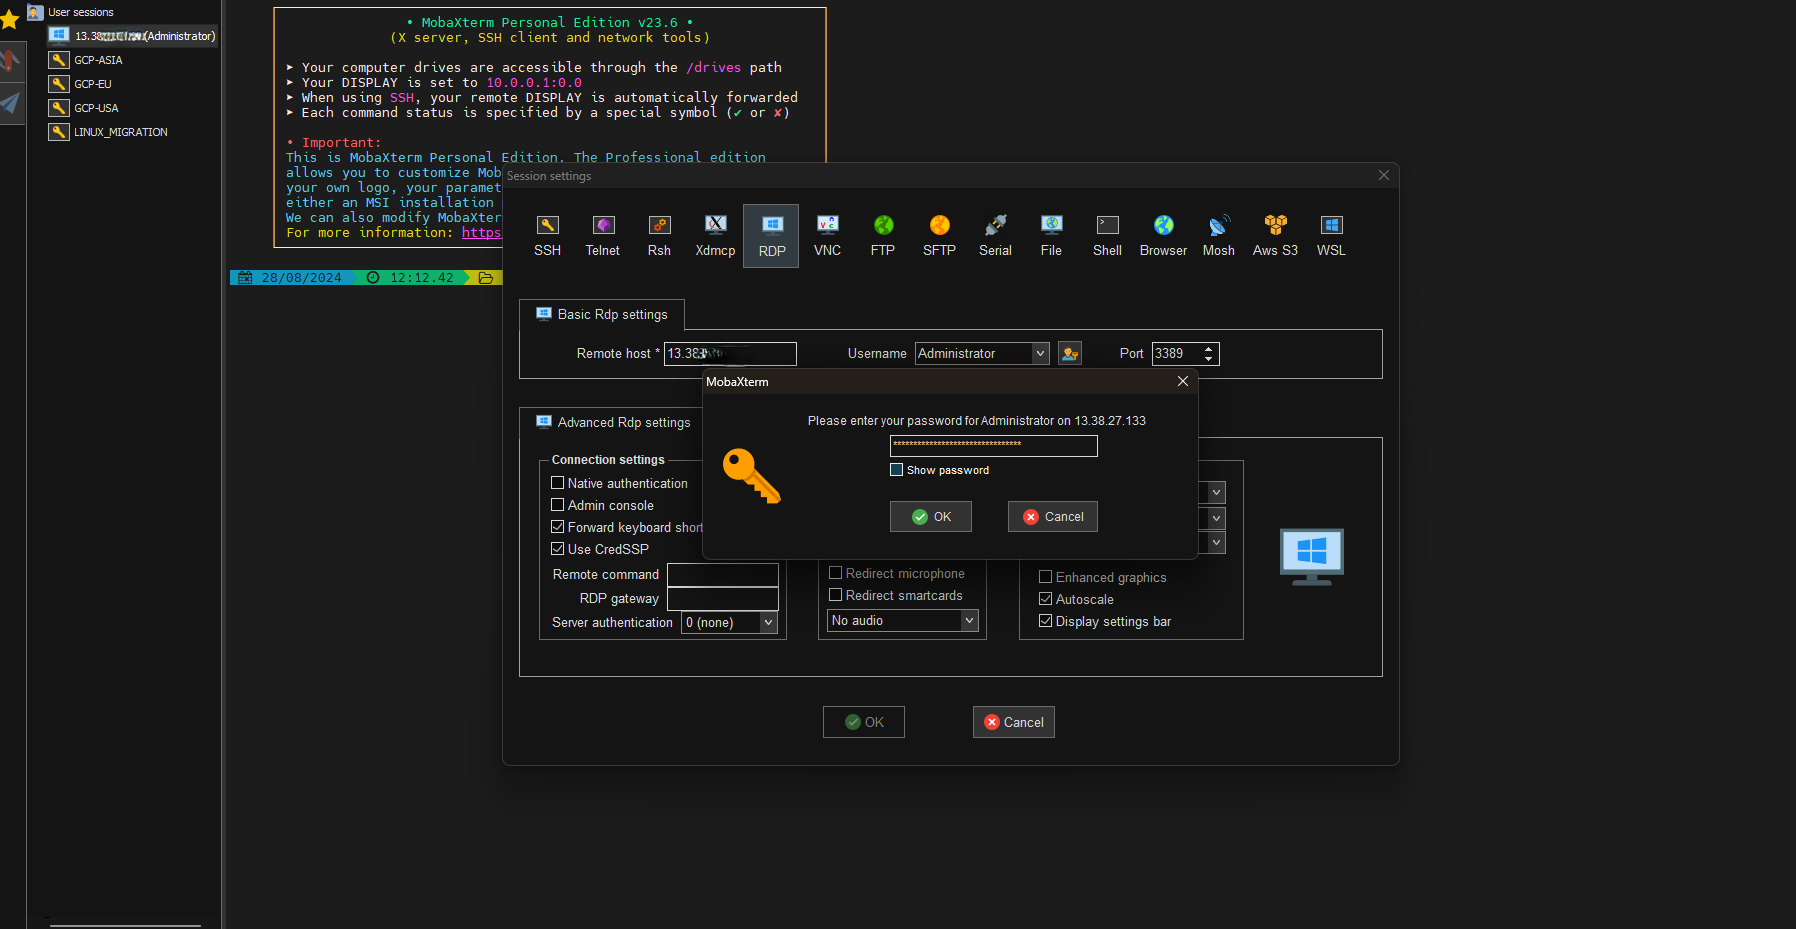 User sessions
13.38 (Administrator)
GCP-ASIA
GCP-EU
GCP-USA
LINUX_MIGRATION
• MobaXterm Personal Edition v23.6 •
(X server, SSH client and network tools)
➤ Your computer drives are accessible through the /drives path
➤ Your DISPLAY is set to 10.0.0.1:0.0
➤ When using SSH, your remote DISPLAY is automatically forwarded
➤ Each command status is specified by a special symbol (✔ or ✘)
• Important:
This is MobaXterm Personal Edition. The Professional edition
allows you to customize Mob
your own logo, your paramet
either an MSI installation
We can also modify MobaXter
For more information: https
28/08/2024 12:12.42
Session settings
SSH Telnet Rsh Xdmcp RDP VNC FTP SFTP Serial File Shell Browser Mosh Aws S3 WSL
Basic Rdp settings
Remote host * 13.38 Username Administrator Port 3389
MobaXterm
Please enter your password for Administrator on 13.38.27.133
********************************
Show password
OK Cancel
Advanced Rdp settings
Connection settings
Native authentication
Admin console
Forward keyboard short
Use CredSSP
Remote command
RDP gateway
Server authentication 0 (none)
Redirect microphone
Redirect smartcards
No audio
Enhanced graphics
Autoscale
Display settings bar
OK Cancel